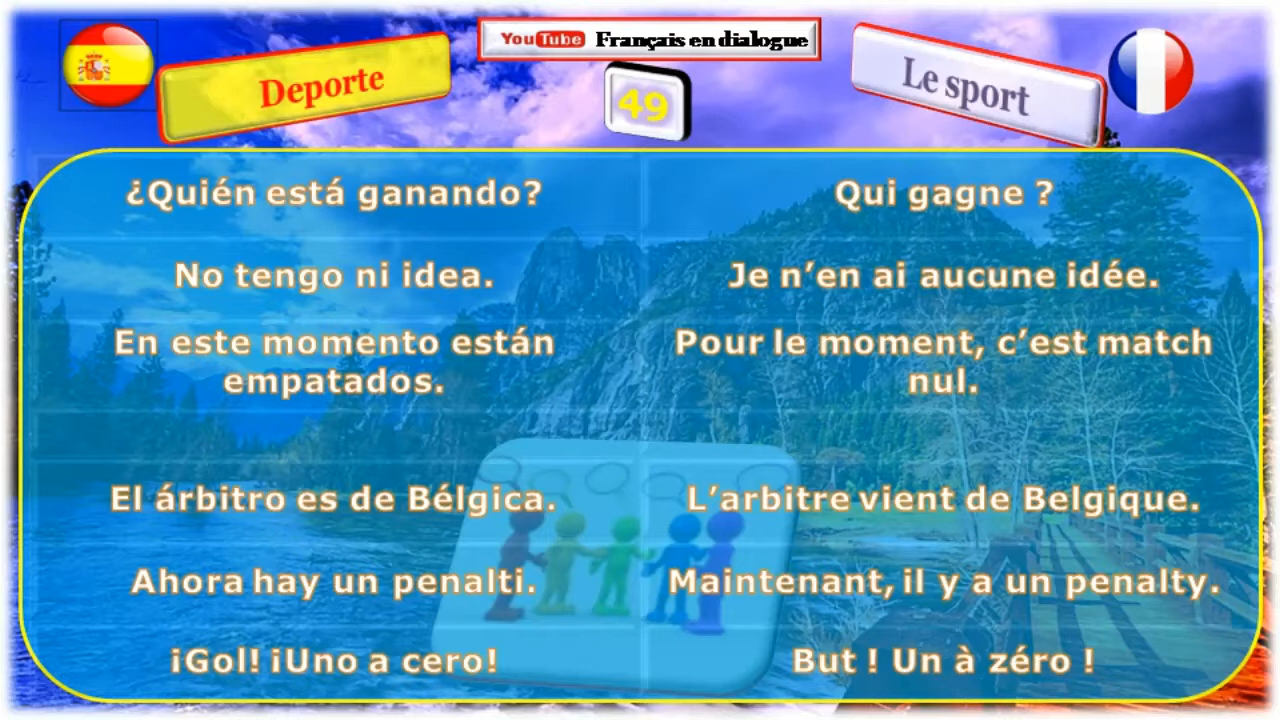 YouTube Français en dialogue
Deporte
49
Le sport
¿Quién está ganando?
Qui gagne ?
No tengo ni idea.
Je n’en ai aucune idée.
En este momento están
empatados.
Pour le moment, c’est match
nul.
El árbitro es de Bélgica.
L’arbitre vient de Belgique.
Ahora hay un penalti.
Maintenant, il y a un penalty.
¡Gol! ¡Uno a cero!
But ! Un à zéro !